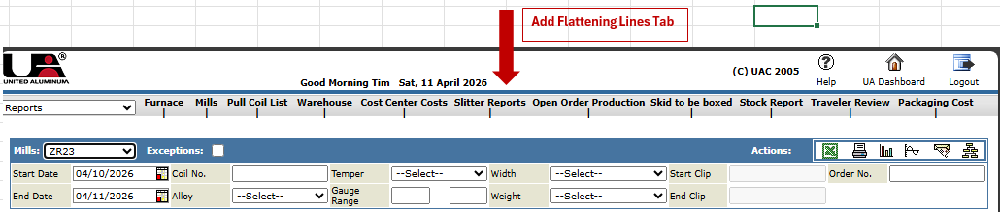 Add Flattening Lines Tab
UA®
UNITED ALUMINUM
Good Morning Tim Sat, 11 April 2026
(C) UAC 2005
Help
UA Dashboard
Logout
Reports
Furnace Mills Pull Coil List Warehouse Cost Center Costs Slitter Reports Open Order Production Skid to be boxed Stock Report Traveler Review Packaging Cost
Mills: ZR23 Exceptions: Actions:
Start Date 04/10/2026 Coil No. Temper --Select-- Width --Select-- Start Clip Order No.
End Date 04/11/2026 Alloy --Select-- Gauge Range – Weight --Select-- End Clip